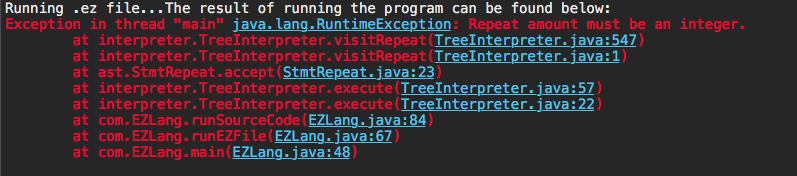 Running .ez file...The result of running the program can be found below:
Exception in thread "main" java.lang.RuntimeException: Repeat amount must be an integer.
at interpreter.TreeInterpreter.visitRepeat(TreeInterpreter.java:547)
at interpreter.TreeInterpreter.visitRepeat(TreeInterpreter.java:1)
at ast.StmtRepeat.accept(StmtRepeat.java:23)
at interpreter.TreeInterpreter.execute(TreeInterpreter.java:57)
at interpreter.TreeInterpreter.execute(TreeInterpreter.java:22)
at com.EZLang.runSourceCode(EZLang.java:84)
at com.EZLang.runEZFile(EZLang.java:67)
at com.EZLang.main(EZLang.java:48)